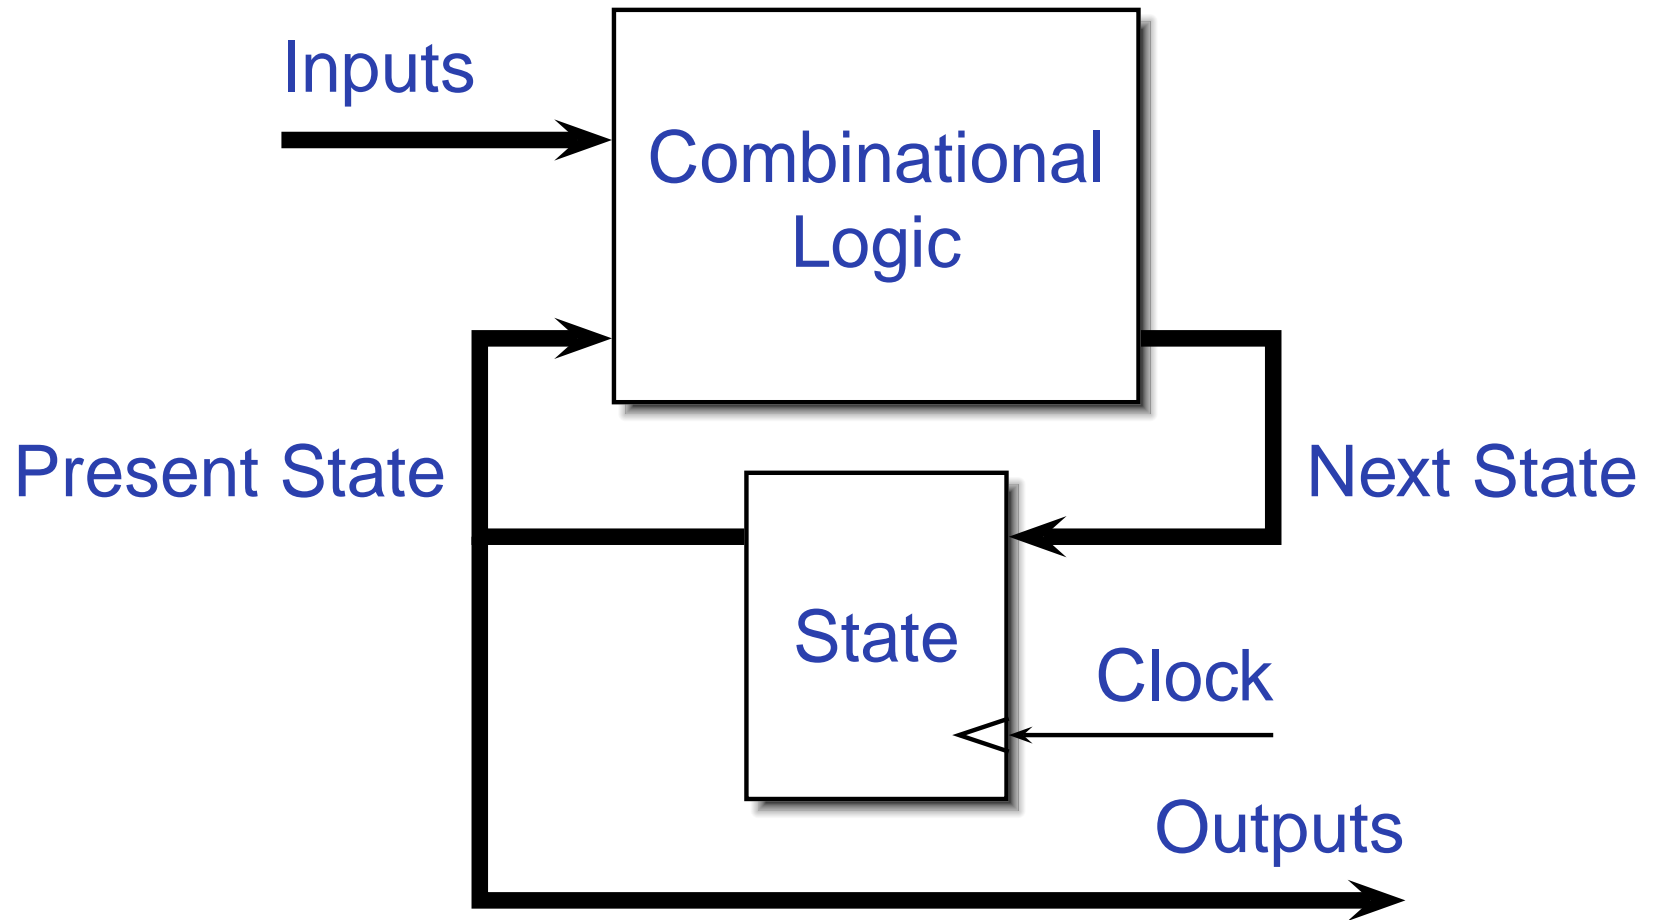 Inputs
Combinational
Logic
Present State
Next State
State
Clock
Outputs